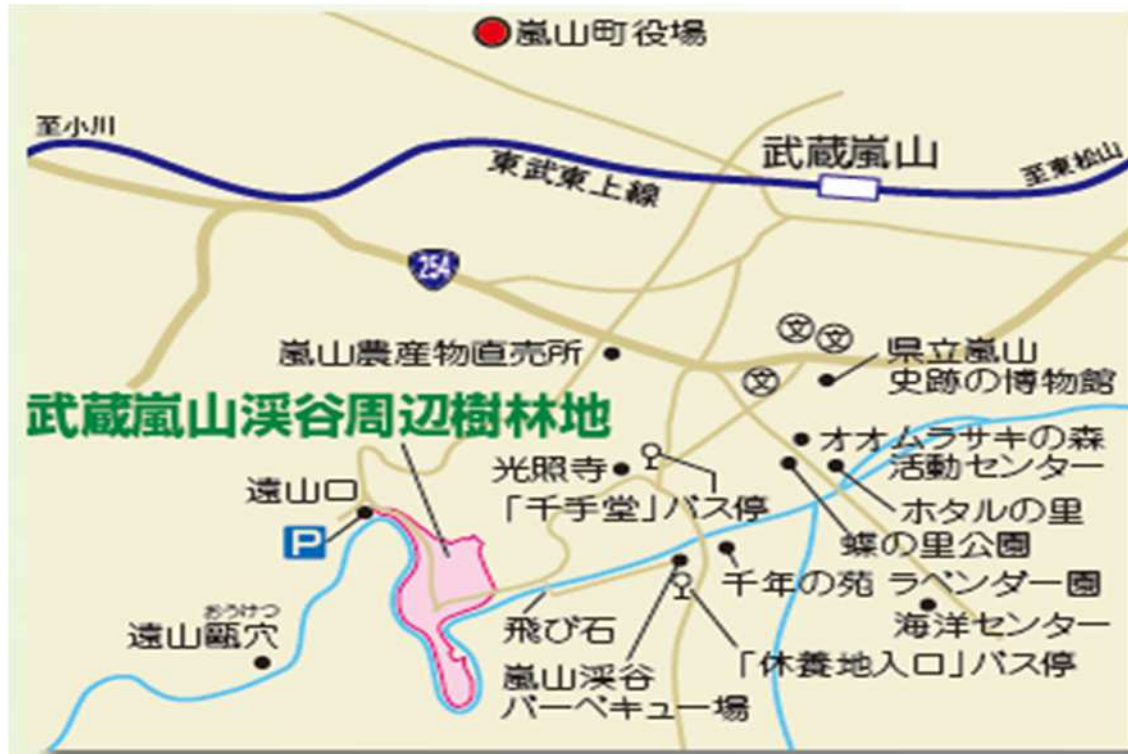 嵐山町役場
至小川
武蔵嵐山
東武東上線
至東松山
254
文 文
嵐山農産物直売所
県立嵐山
史跡の博物館
文
武蔵嵐山渓谷周辺樹林地
オオムラサキの森
活動センター
光照寺
遠山口
「千手堂」バス停
ホタルの里
P
蝶の里公園
千年の苑 ラベンダー園
おうけつ
遠山甌穴
飛び石
海洋センター
嵐山渓谷
バーベキュー場
「休養地入口」バス停